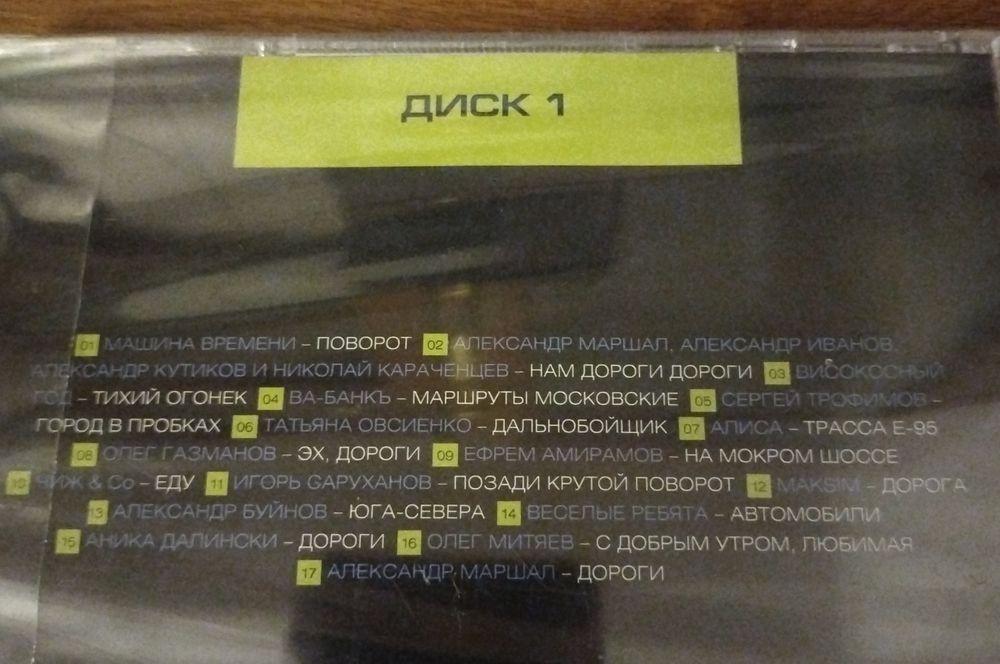 ДИСК 1
01 МАШИНА ВРЕМЕНИ – ПОВОРОТ 02 АЛЕКСАНДР МАРШАЛ, АЛЕКСАНДР ИВАНОВ,
АЛЕКСАНДР КУТИКОВ И НИКОЛАЙ КАРАЧЕНЦЕВ – НАМ ДОРОГИ ДОРОГИ 03 ВИСОКОСНЫЙ
ГОД – ТИХИЙ ОГОНЕК 04 ВА-БАНКЪ – МАРШРУТЫ МОСКОВСКИЕ 05 СЕРГЕЙ ТРОФИМОВ –
ГОРОД В ПРОБКАХ 06 ТАТЬЯНА ОВСИЕНКО – ДАЛЬНОБОЙЩИК 07 АЛИСА – ТРАССА Е-95
08 ОЛЕГ ГАЗМАНОВ – ЭХ, ДОРОГИ 09 ЕФРЕМ АМИРАМОВ – НА МОКРОМ ШОССЕ
10 ЧИЖ & Co – ЕДУ 11 ИГОРЬ САРУХАНОВ – ПОЗАДИ КРУТОЙ ПОВОРОТ 12 МАКSИМ – ДОРОГА
13 АЛЕКСАНДР БУЙНОВ – ЮГА-СЕВЕРА 14 ВЕСЕЛЫЕ РЕБЯТА – АВТОМОБИЛИ
15 АНИКА ДАЛИНСКИ – ДОРОГИ 16 ОЛЕГ МИТЯЕВ – С ДОБРЫМ УТРОМ, ЛЮБИМАЯ
17 АЛЕКСАНДР МАРШАЛ – ДОРОГИ